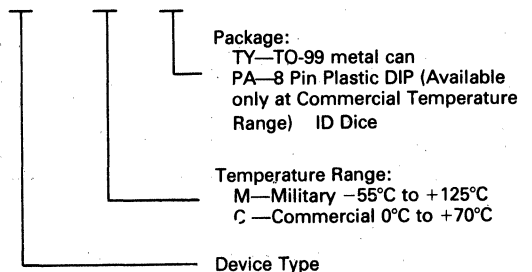 Package:
TY—TO-99 metal can
PA—8 Pin Plastic DIP (Available
only at Commercial Temperature
Range) ID Dice
Temperature Range:
M—Military −55°C to +125°C
C —Commercial 0°C to +70°C
Device Type